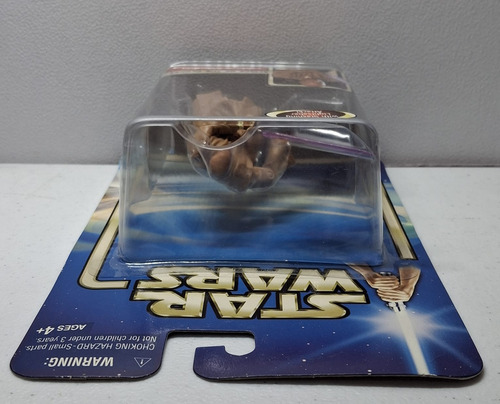 WARNING:
CHOKING HAZARD-Small parts.
Not for children under 3 years.
AGES 4+
STAR
WARS